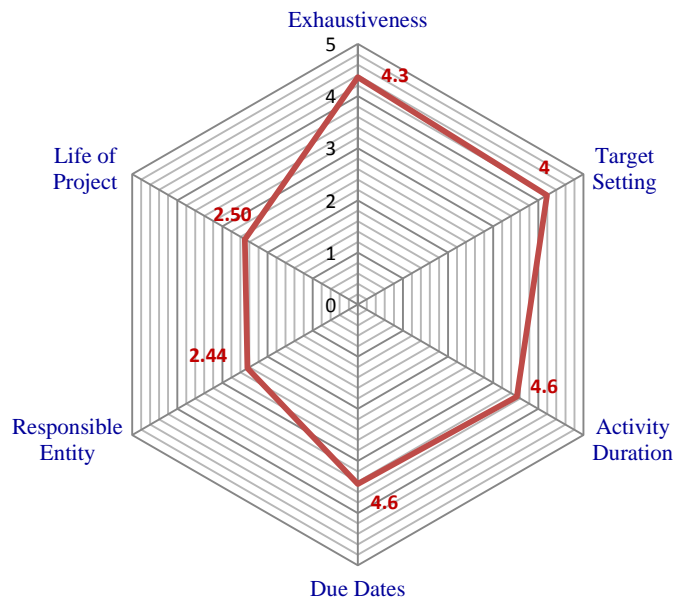 Exhaustiveness
5
4.3
4
Life of
Project
Target
Setting
4
3
2.50
2
1
0
2.44
4.6
Responsible
Entity
Activity
Duration
4.6
Due Dates